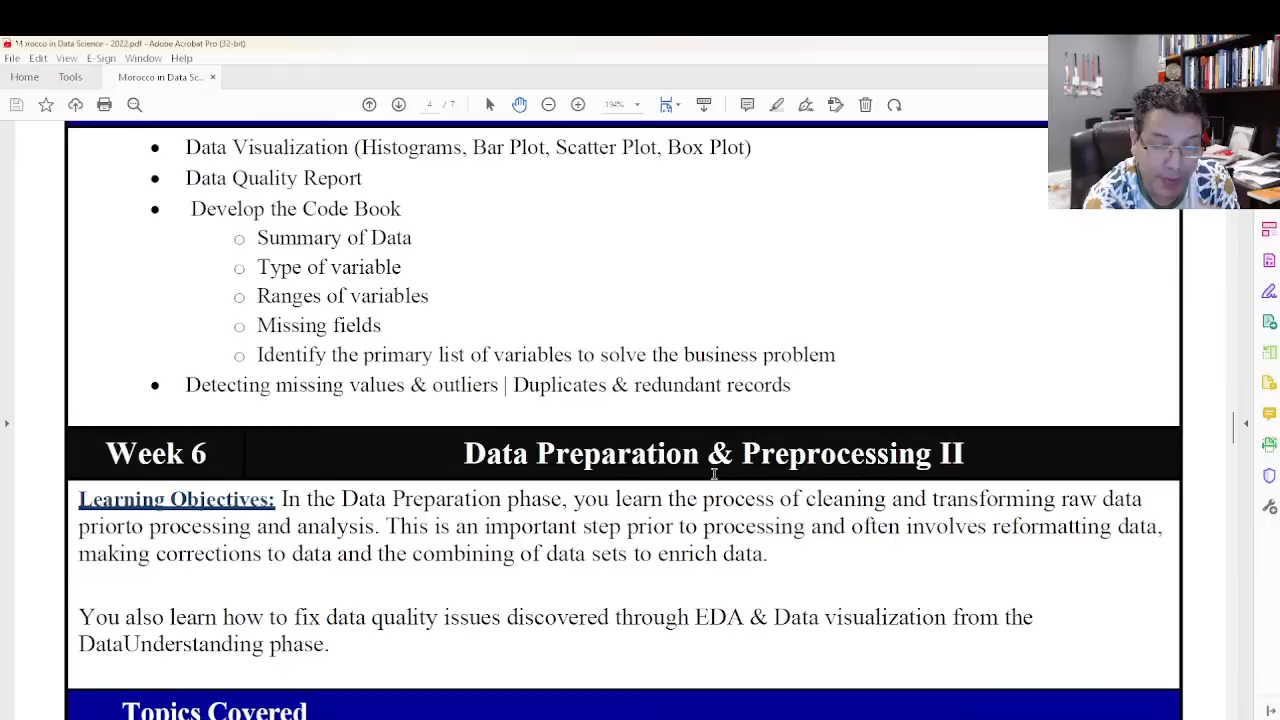 Morocco in Data Science - 2022.pdf - Adobe Acrobat Pro (32-bit)
File Edit View E-Sign Window Help
Home Tools Morocco in Data Sc... ×
4 / 7 194%
• Data Visualization (Histograms, Bar Plot, Scatter Plot, Box Plot)
• Data Quality Report
• Develop the Code Book
○ Summary of Data
○ Type of variable
○ Ranges of variables
○ Missing fields
○ Identify the primary list of variables to solve the business problem
• Detecting missing values & outliers | Duplicates & redundant records
Week 6 Data Preparation & Preprocessing II
Learning Objectives: In the Data Preparation phase, you learn the process of cleaning and transforming raw data
priorto processing and analysis. This is an important step prior to processing and often involves reformatting data,
making corrections to data and the combining of data sets to enrich data.
You also learn how to fix data quality issues discovered through EDA & Data visualization from the
DataUnderstanding phase.
Topics Covered